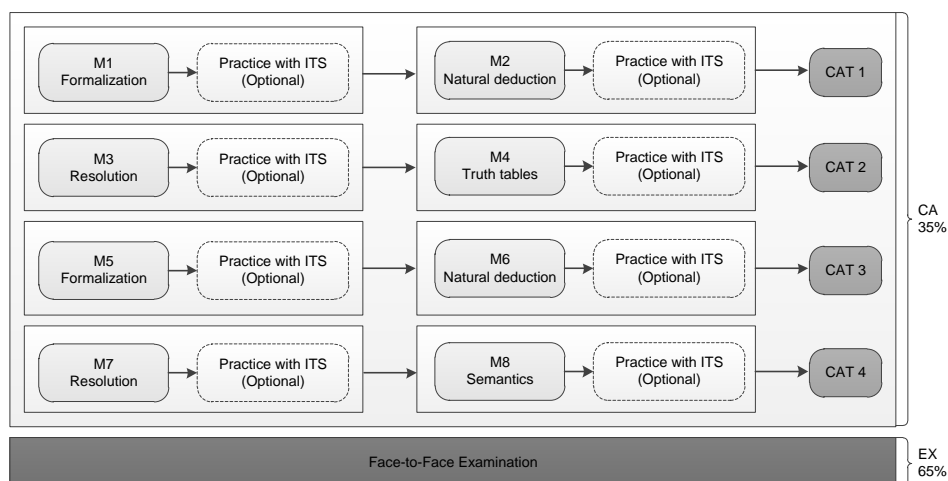 M1
Formalization
Practice with ITS
(Optional)
M2
Natural deduction
Practice with ITS
(Optional)
CAT 1
M3
Resolution
Practice with ITS
(Optional)
M4
Truth tables
Practice with ITS
(Optional)
CAT 2
M5
Formalization
Practice with ITS
(Optional)
M6
Natural deduction
Practice with ITS
(Optional)
CAT 3
M7
Resolution
Practice with ITS
(Optional)
M8
Semantics
Practice with ITS
(Optional)
CAT 4
CA
35%
Face-to-Face Examination
EX
65%